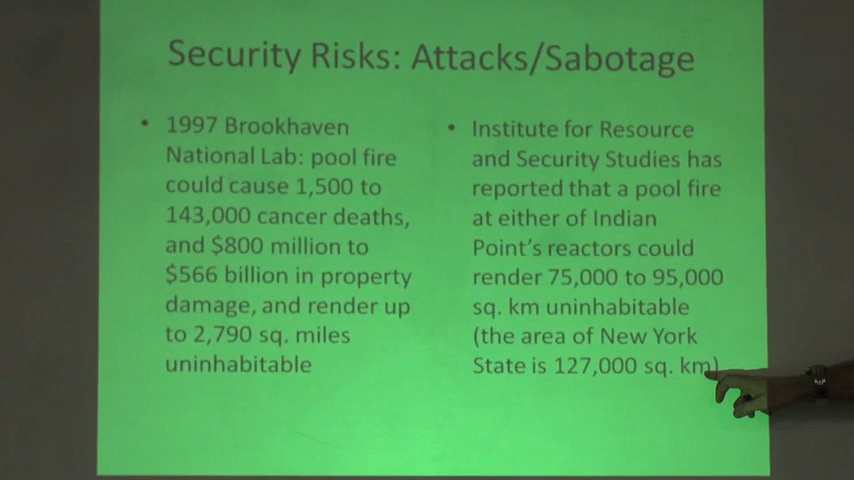 Security Risks: Attacks/Sabotage
• 1997 Brookhaven
National Lab: pool fire
could cause 1,500 to
143,000 cancer deaths,
and $800 million to
$566 billion in property
damage, and render up
to 2,790 sq. miles
uninhabitable
• Institute for Resource
and Security Studies has
reported that a pool fire
at either of Indian
Point's reactors could
render 75,000 to 95,000
sq. km uninhabitable
(the area of New York
State is 127,000 sq. km)